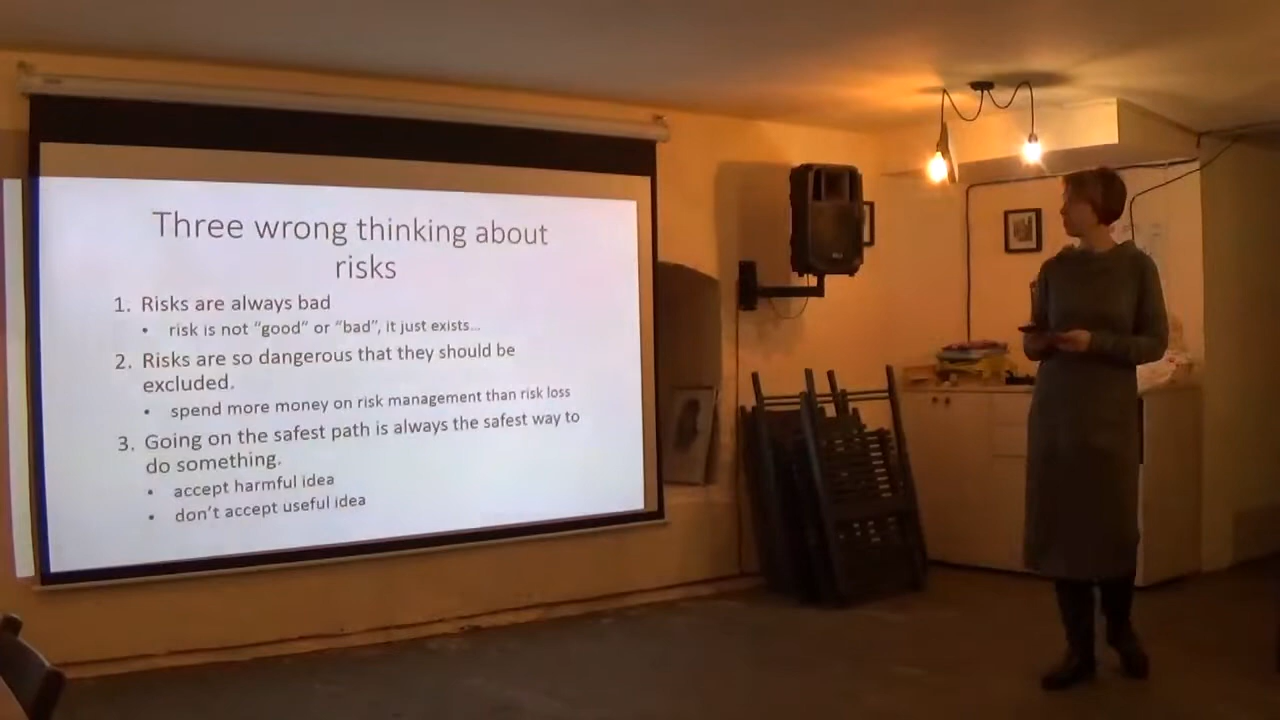 Three wrong thinking about
risks
1. Risks are always bad
• risk is not “good” or “bad”, it just exists…
2. Risks are so dangerous that they should be
excluded.
• spend more money on risk management than risk loss
3. Going on the safest path is always the safest way to
do something.
• accept harmful idea
• don’t accept useful idea